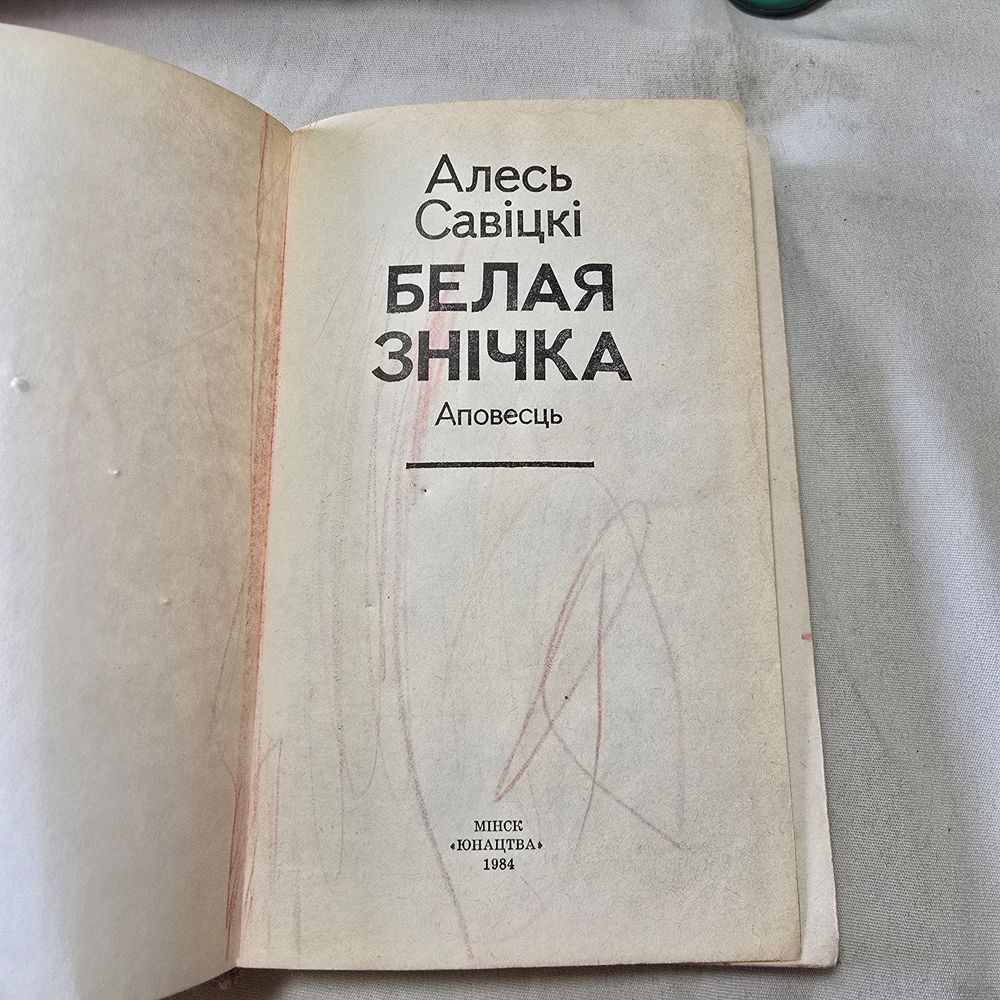 Алесь
Савіцкі
БЕЛАЯ
ЗНІЧКА
Аповесць
МІНСК
«ЮНАЦТВА»
1984